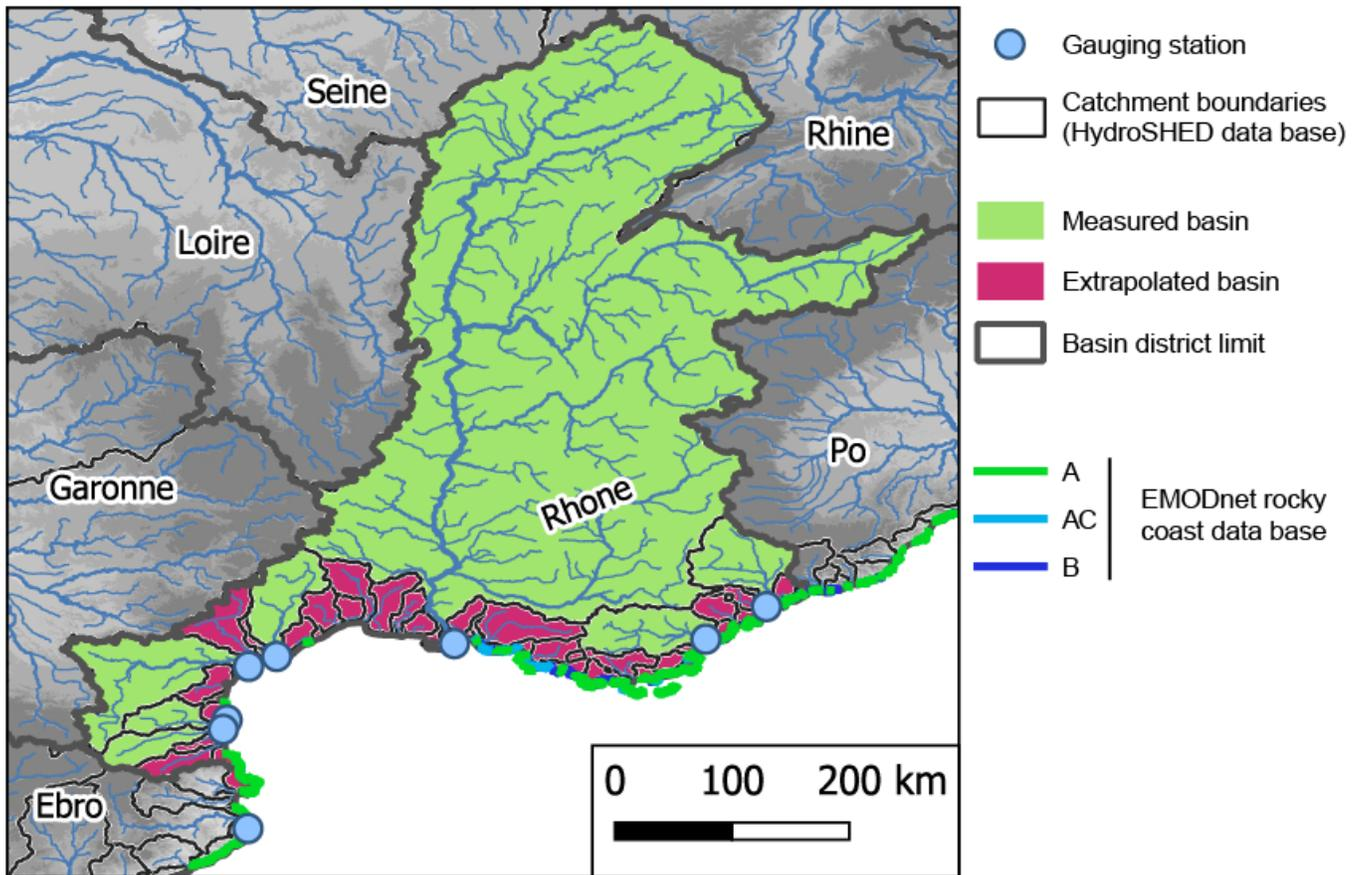 Seine
Rhine
Loire
Po
Garonne
Rhone
Ebro
0 100 200 km
Gauging station
Catchment boundaries
(HydroSHED data base)
Measured basin
Extrapolated basin
Basin district limit
A
AC
B
EMODnet rocky
coast data base